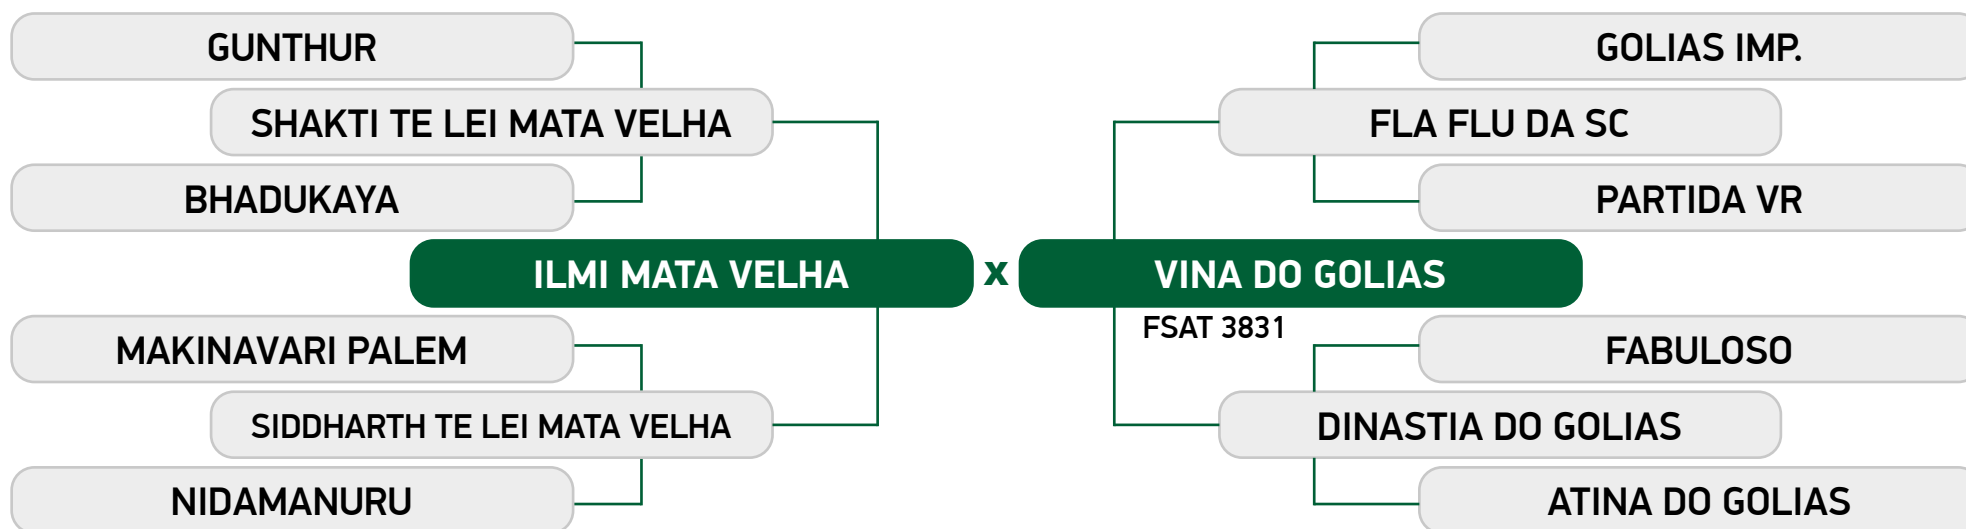 GUNTHUR
SHAKTI TE LEI MATA VELHA
BHADUKAYA
ILMI MATA VELHA
MAKINAVARI PALEM
SIDDHARTH TE LEI MATA VELHA
NIDAMANURU
x
GOLIAS IMP.
FLA FLU DA SC
PARTIDA VR
VINA DO GOLIAS
FSAT 3831
FABULOSO
DINASTIA DO GOLIAS
ATINA DO GOLIAS